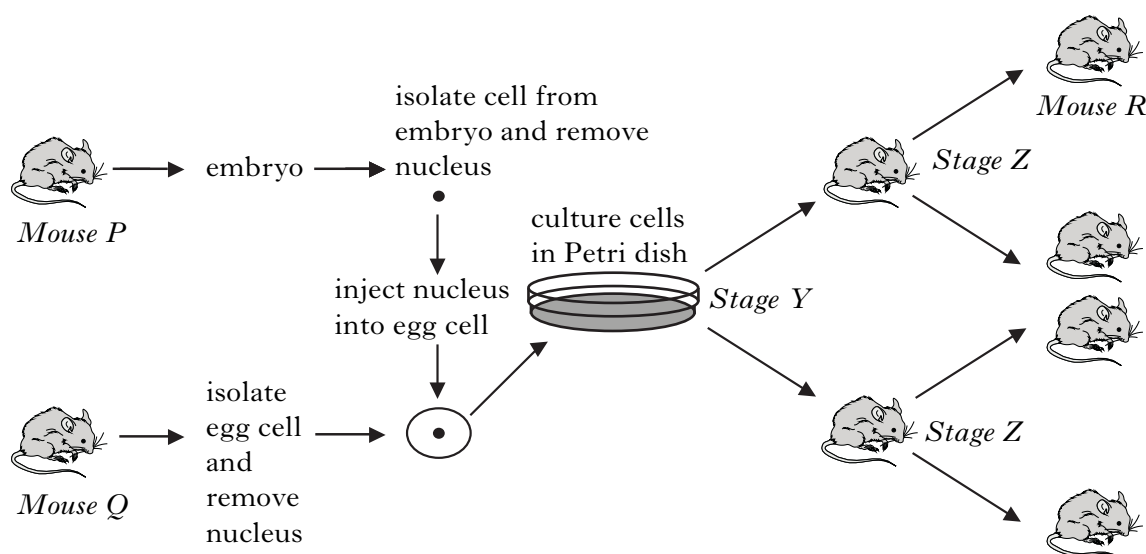 Mouse P
embryo
isolate cell from
embryo and remove
nucleus
inject nucleus
into egg cell
Mouse Q
isolate
egg cell
and
remove
nucleus
culture cells
in Petri dish
Stage Y
Stage Z
Mouse R
Stage Z